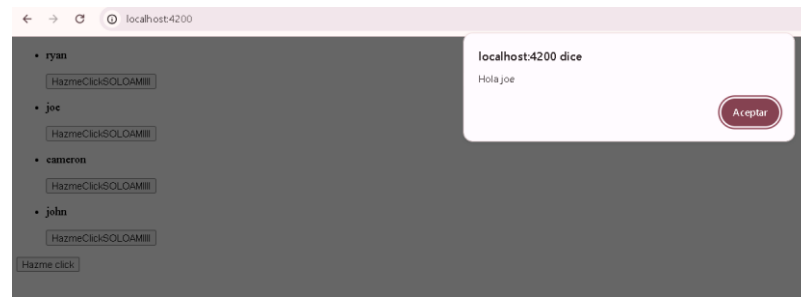 localhost:4200
localhost:4200 dice
Hola joe
Aceptar
ryan
HazmeClickSOLOAMIIII
joe
HazmeClickSOLOAMIIII
cameron
HazmeClickSOLOAMIIII
john
HazmeClickSOLOAMIIII
Hazme click